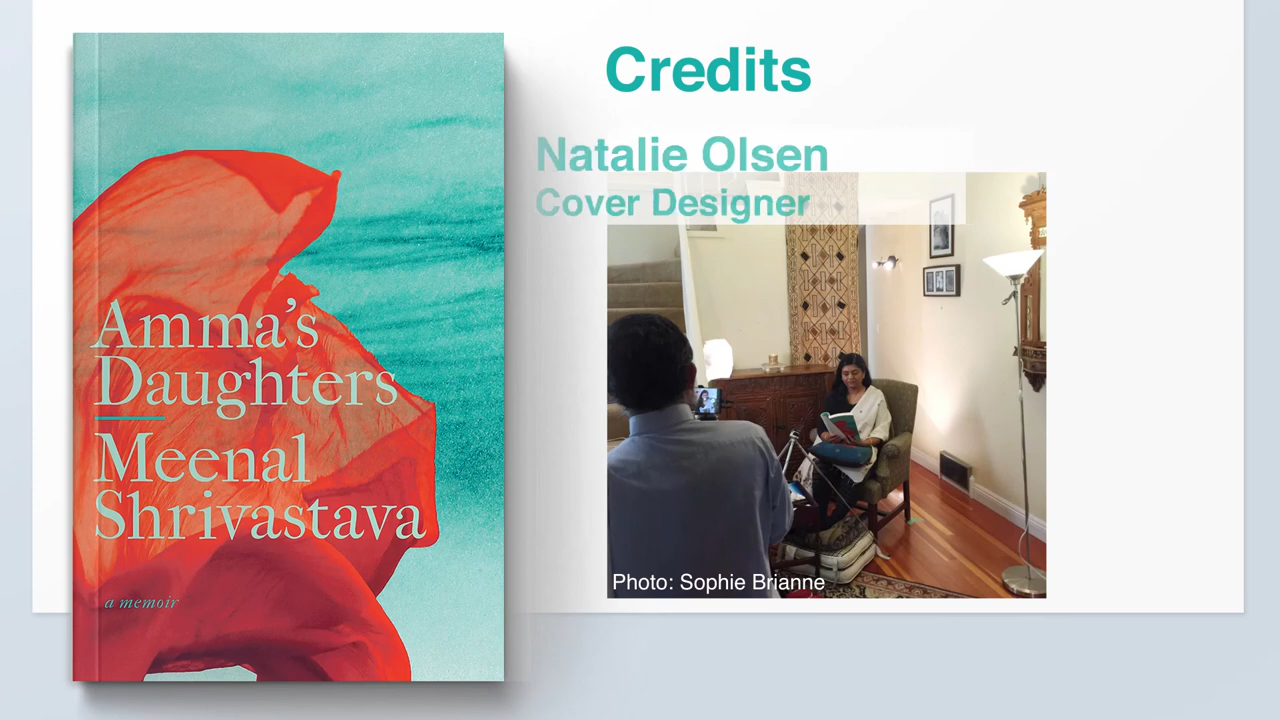 Amma's
Daughters
Meenal
Shrivastava
a memoir
Credits
Natalie Olsen
Cover Designer
Photo: Sophie Brianne